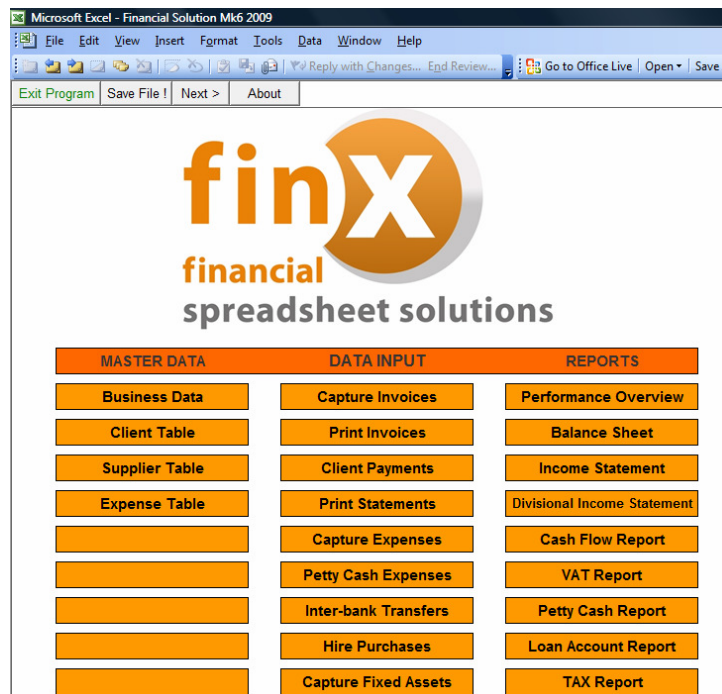 Microsoft Excel - Financial Solution Mk6 2009
File Edit View Insert Format Tools Data Window Help
Reply with Changes... End Review... Go to Office Live Open Save
Exit Program Save File ! Next > About
finX
financial
spreadsheet solutions
MASTER DATA DATA INPUT REPORTS
Business Data Capture Invoices Performance Overview
Client Table Print Invoices Balance Sheet
Supplier Table Client Payments Income Statement
Expense Table Print Statements Divisional Income Statement
Capture Expenses Cash Flow Report
Petty Cash Expenses VAT Report
Inter-bank Transfers Petty Cash Report
Hire Purchases Loan Account Report
Capture Fixed Assets TAX Report